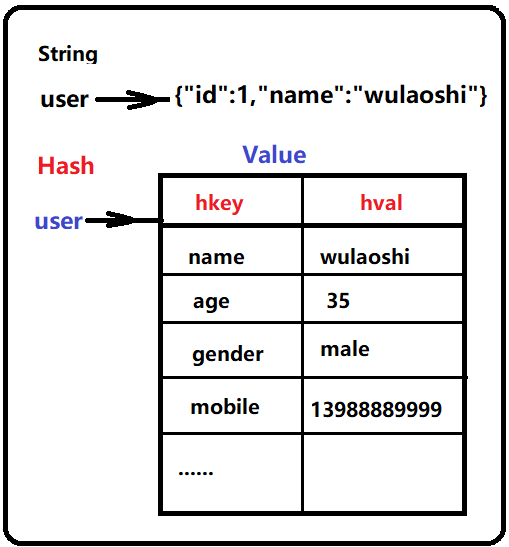 String
user {"id":1,"name":"wulaoshi"}
Hash
Value
user
hkey hval
name wulaoshi
age 35
gender male
mobile 13988889999
......